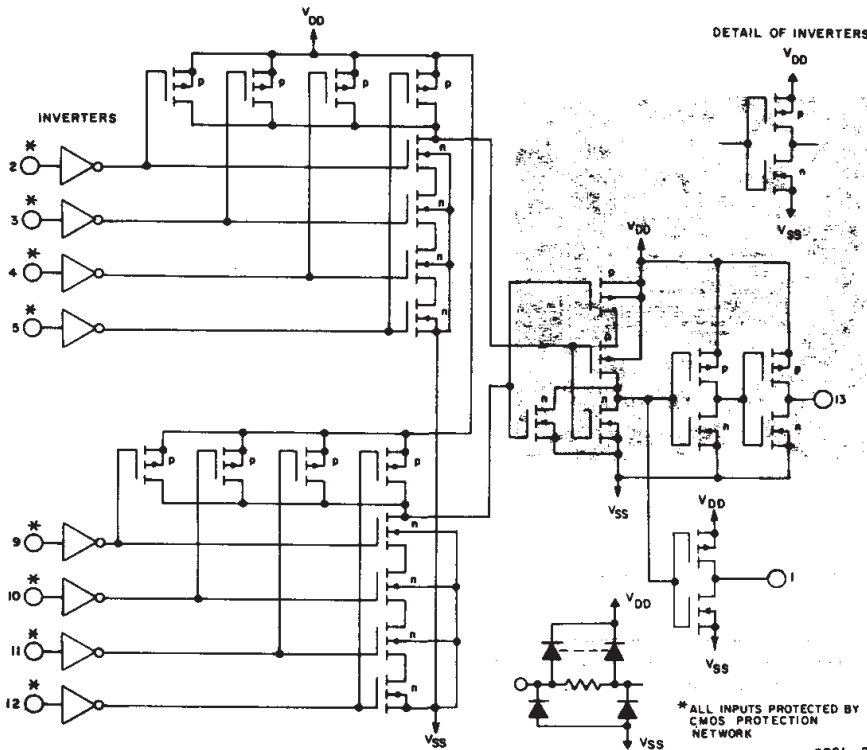 V_DD
DETAIL OF INVERTERS
V_DD
p
p
p
p
p
INVERTERS
*
2
n
n
*
3
n
V_SS
*
4
n
V_DD
p
*
5
p
p
p
n
n
13
n
n
p
p
p
p
V_SS
V_DD
*
9
n
*
10
n
1
V_DD
*
11
n
V_SS
*
12
n
* ALL INPUTS PROTECTED BY
CMOS PROTECTION
NETWORK
V_SS
V_SS